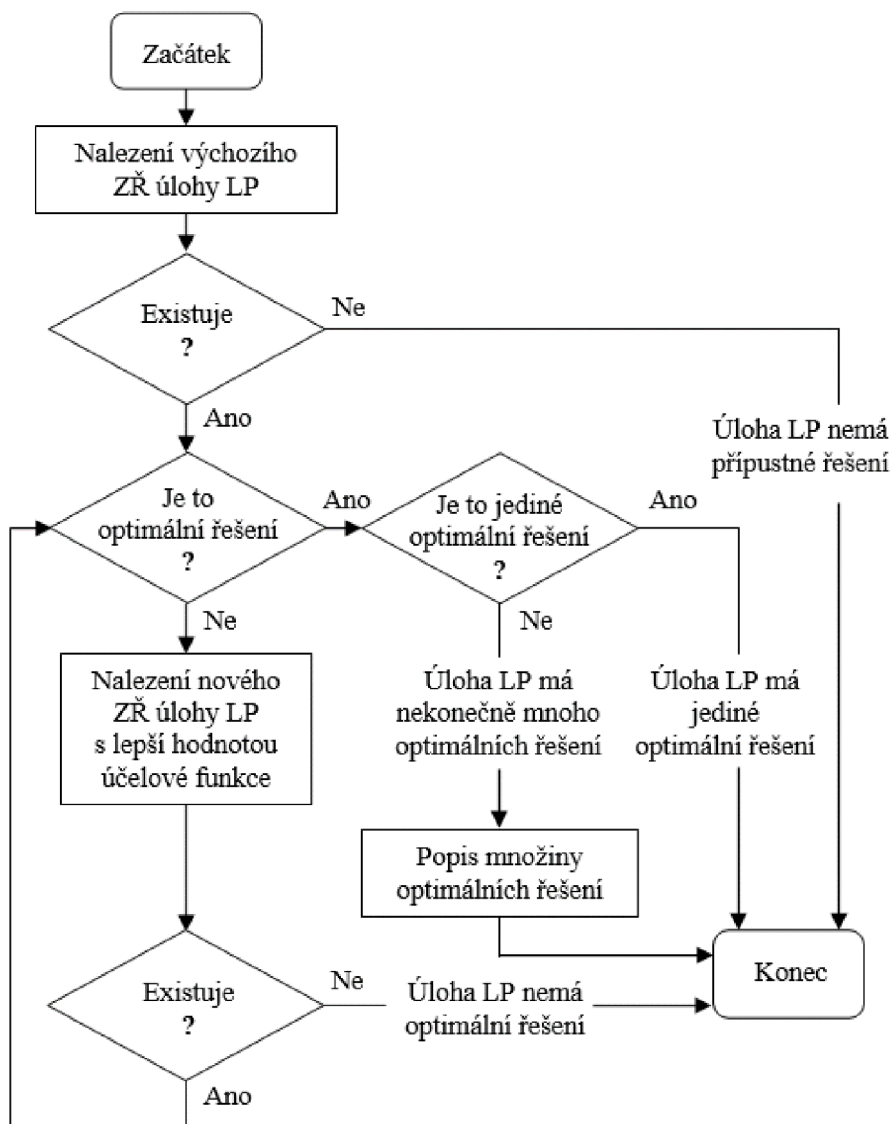 Začátek
Nalezení výchozího
ZŘ úlohy LP
Existuje
?
Ne
Ano
Úloha LP nemá
přípustné řešení
Je to
optimální řešení
?
Ano
Je to jediné
optimální řešení
?
Ano
Ne
Ne
Nalezení nového
ZŘ úlohy LP
s lepší hodnotou
účelové funkce
Úloha LP má
nekonečně mnoho
optimálních řešení
Úloha LP má
jediné
optimální řešení
Popis množiny
optimálních řešení
Existuje
?
Ne
Úloha LP nemá
optimální řešení
Konec
Ano